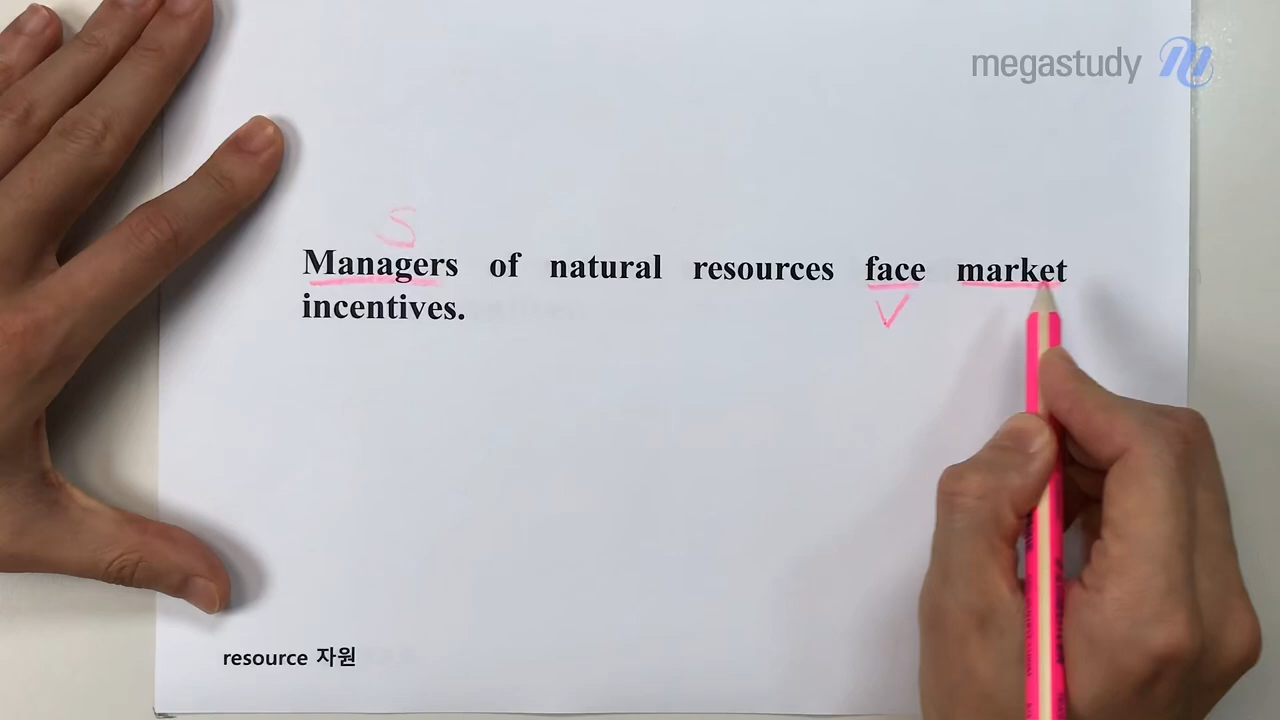 megastudy
S
Managers of natural resources face market
V
incentives.
resource 자원